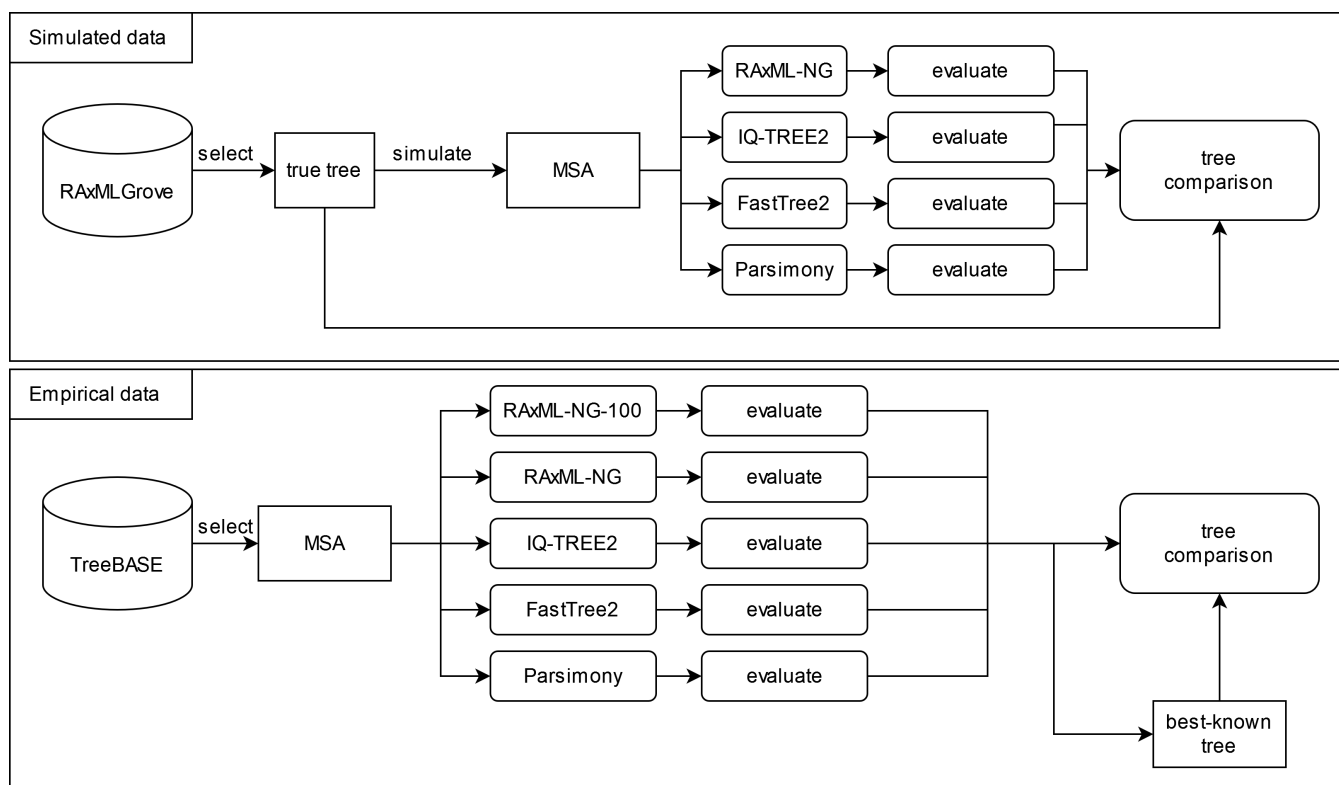 Simulated data
RAxMLGrove
select
true tree
simulate
MSA
RAxML-NG
evaluate
IQ-TREE2
evaluate
FastTree2
evaluate
Parsimony
evaluate
tree
comparison
Empirical data
TreeBASE
select
MSA
RAxML-NG-100
evaluate
RAxML-NG
evaluate
IQ-TREE2
evaluate
FastTree2
evaluate
Parsimony
evaluate
tree
comparison
best-known
tree